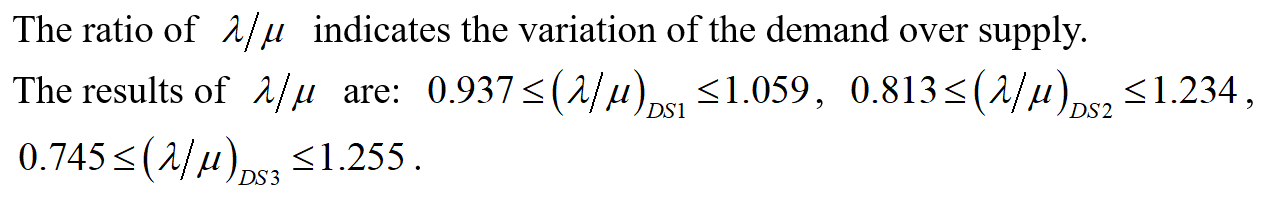 The ratio of λ/μ indicates the variation of the demand over supply.
The results of λ/μ are: 0.937≤(λ/μ)_{DS1}≤1.059, 0.813≤(λ/μ)_{DS2}≤1.234,
0.745≤(λ/μ)_{DS3}≤1.255.